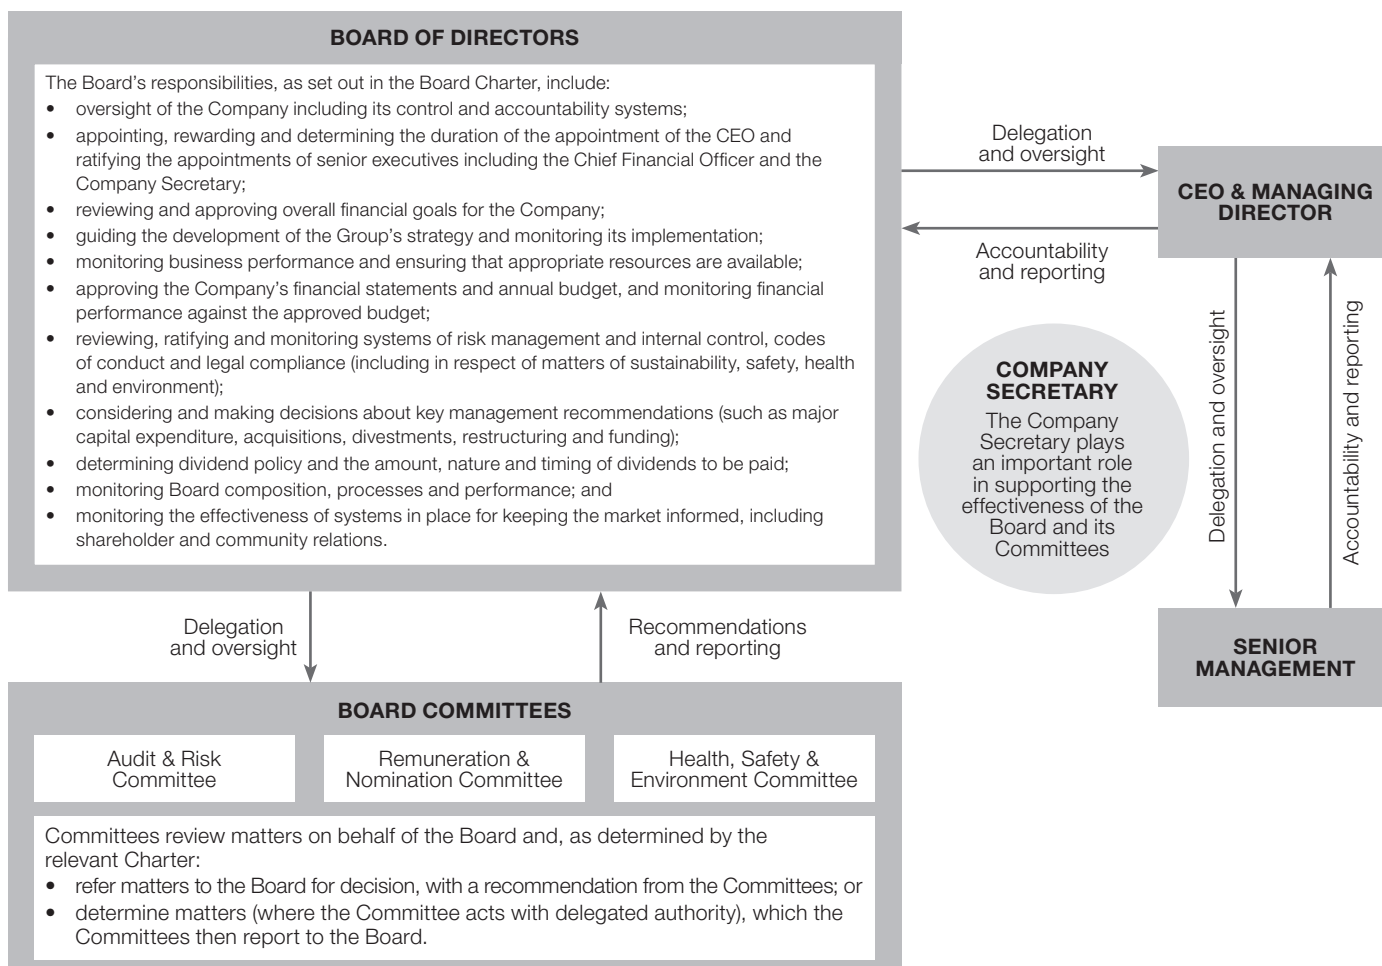 BOARD OF DIRECTORS
The Board’s responsibilities, as set out in the Board Charter, include:
• oversight of the Company including its control and accountability systems;
• appointing, rewarding and determining the duration of the appointment of the CEO and
ratifying the appointments of senior executives including the Chief Financial Officer and the
Company Secretary;
• reviewing and approving overall financial goals for the Company;
• guiding the development of the Group’s strategy and monitoring its implementation;
• monitoring business performance and ensuring that appropriate resources are available;
• approving the Company’s financial statements and annual budget, and monitoring financial
performance against the approved budget;
• reviewing, ratifying and monitoring systems of risk management and internal control, codes
of conduct and legal compliance (including in respect of matters of sustainability, safety, health
and environment);
• considering and making decisions about key management recommendations (such as major
capital expenditure, acquisitions, divestments, restructuring and funding);
• determining dividend policy and the amount, nature and timing of dividends to be paid;
• monitoring Board composition, processes and performance; and
• monitoring the effectiveness of systems in place for keeping the market informed, including
shareholder and community relations.
Delegation
and oversight
CEO & MANAGING
DIRECTOR
Accountability
and reporting
COMPANY
SECRETARY
The Company
Secretary plays
an important role
in supporting the
effectiveness of the
Board and its
Committees
Delegation and oversight
Accountability and reporting
SENIOR
MANAGEMENT
Delegation
and oversight
Recommendations
and reporting
BOARD COMMITTEES
Audit & Risk
Committee
Remuneration &
Nomination Committee
Health, Safety &
Environment Committee
Committees review matters on behalf of the Board and, as determined by the
relevant Charter:
• refer matters to the Board for decision, with a recommendation from the Committees; or
• determine matters (where the Committee acts with delegated authority), which the
Committees then report to the Board.